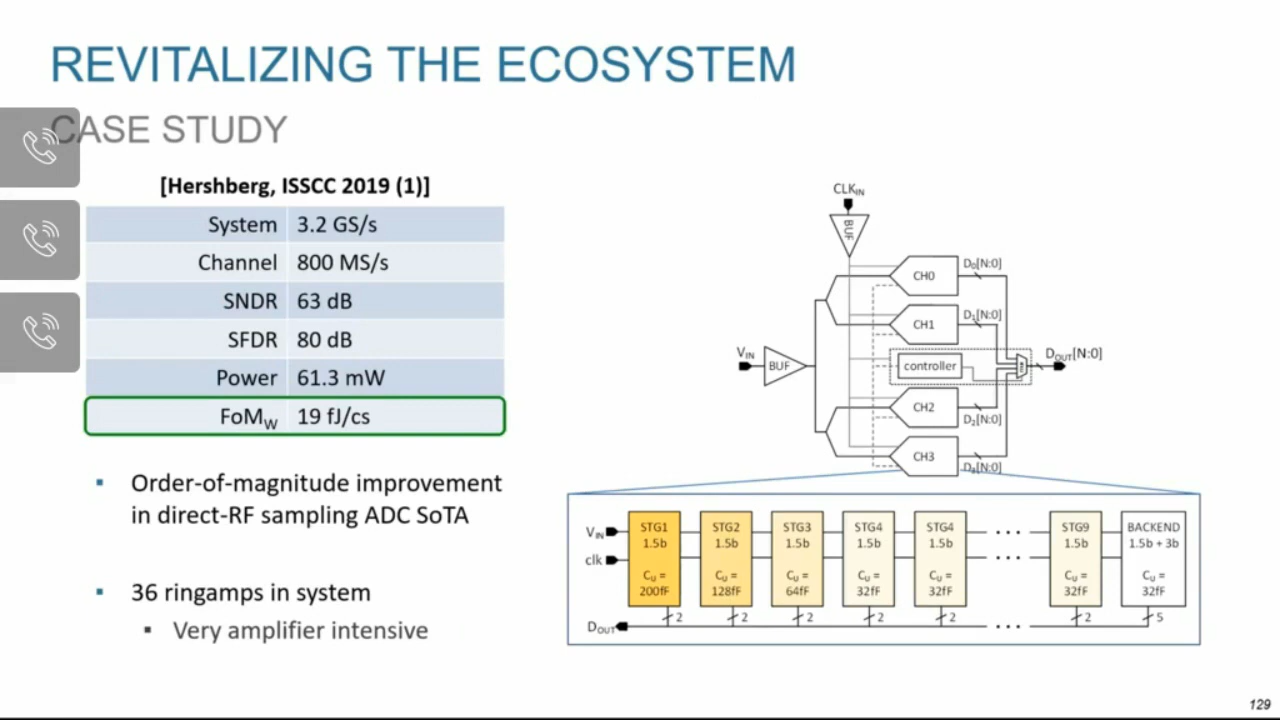 REVITALIZING THE ECOSYSTEM
CASE STUDY
[Hershberg, ISSCC 2019 (1)]
System 3.2 GS/s
Channel 800 MS/s
SNDR 63 dB
SFDR 80 dB
Power 61.3 mW
FoMW 19 fJ/cs
▪ Order-of-magnitude improvement
in direct-RF sampling ADC SoTA
▪ 36 ringamps in system
▪ Very amplifier intensive
CLKIN
BUF
VIN
BUF
CH0
D0[N:0]
CH1
D1[N:0]
controller
DOUT[N:0]
CH2
D2[N:0]
CH3
D3[N:0]
VIN
clk
DOUT
STG1
1.5b
CU =
200fF
2
STG2
1.5b
CU =
128fF
2
STG3
1.5b
CU =
64fF
2
STG4
1.5b
CU =
32fF
2
STG4
1.5b
CU =
32fF
2
...
...
...
STG9
1.5b
CU =
32fF
2
BACKEND
1.5b + 3b
CU =
32fF
5
129